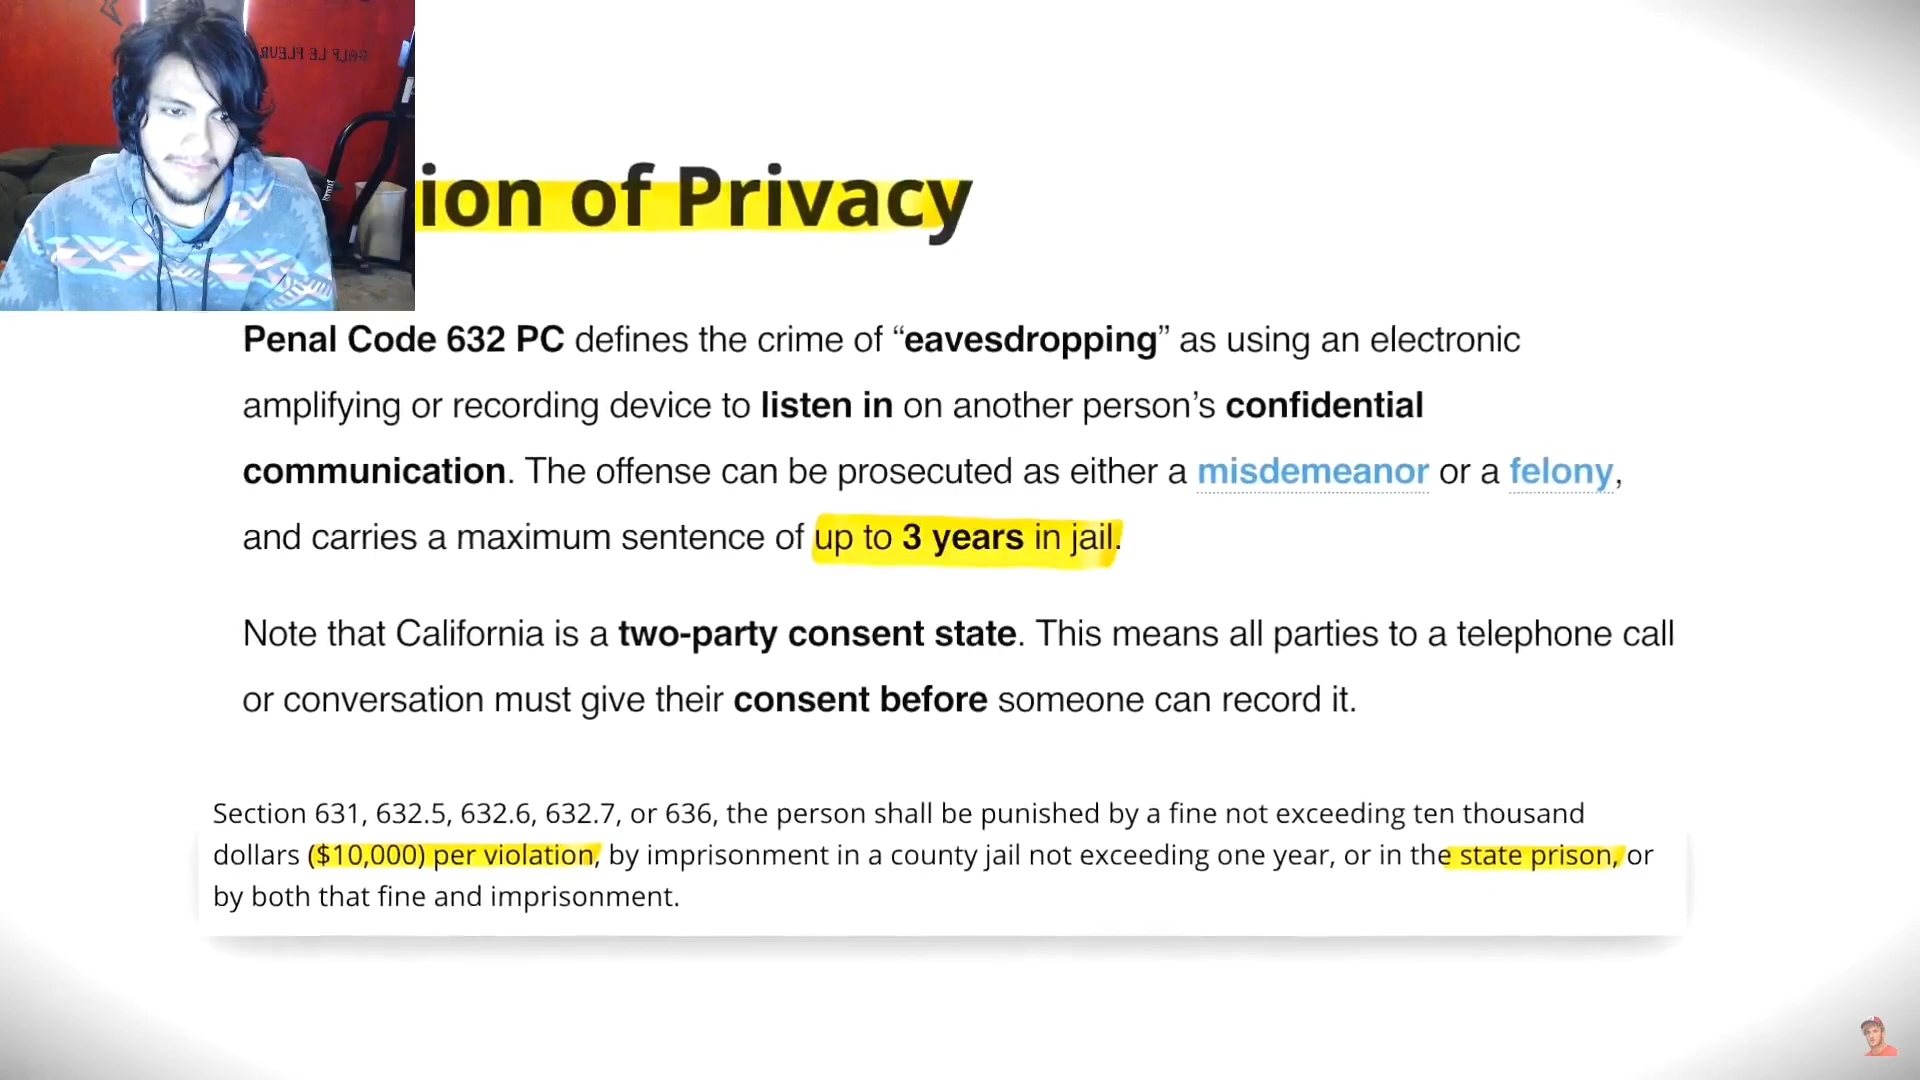 GOLF LE FLEUR
ion of Privacy
Penal Code 632 PC defines the crime of “eavesdropping” as using an electronic
amplifying or recording device to listen in on another person’s confidential
communication. The offense can be prosecuted as either a misdemeanor or a felony,
and carries a maximum sentence of up to 3 years in jail.
Note that California is a two-party consent state. This means all parties to a telephone call
or conversation must give their consent before someone can record it.
Section 631, 632.5, 632.6, 632.7, or 636, the person shall be punished by a fine not exceeding ten thousand
dollars ($10,000) per violation, by imprisonment in a county jail not exceeding one year, or in the state prison, or
by both that fine and imprisonment.